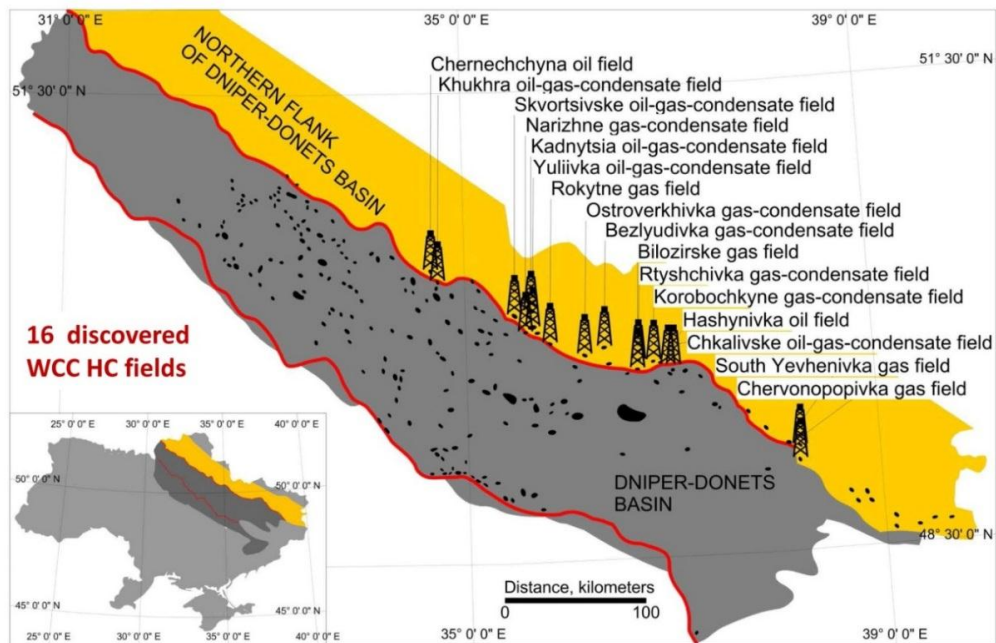 31° 0' 0" E
35° 0' 0" E
39° 0' 0" E
51° 30' 0" N
51° 30' 0" N
NORTHERN FLANK
OF DNIPER-DONETS
BASIN
Chernechchyna oil field
Khukhra oil-gas-condensate field
Skvortsivske oil-gas-condensate field
Narizhne gas-condensate field
Kadnytsia oil-gas-condensate field
Yuliivka oil-gas-condensate field
Rokytne gas field
Ostroverkhivka gas-condensate field
Bezlyudivka gas-condensate field
Bilozirske gas field
Rtyshchivka gas-condensate field
Korobochkyne gas-condensate field
Hashynivka oil field
Chkalivske oil-gas-condensate field
South Yevhenivka gas field
Chervonopopivka gas field
16 discovered
WCC HC fields
DNIPER-DONETS
BASIN
48° 30' 0" N
Distance, kilometers
0 100
35° 0' 0" E
39° 0' 0" E
25° 0' 0" E
30° 0' 0" E
35° 0' 0" E
40° 0' 0" E
50° 0' 0" N
50° 0' 0" N
45° 0' 0" N
45° 0' 0" N
25° 0' 0" E
30° 0' 0" E
35° 0' 0" E